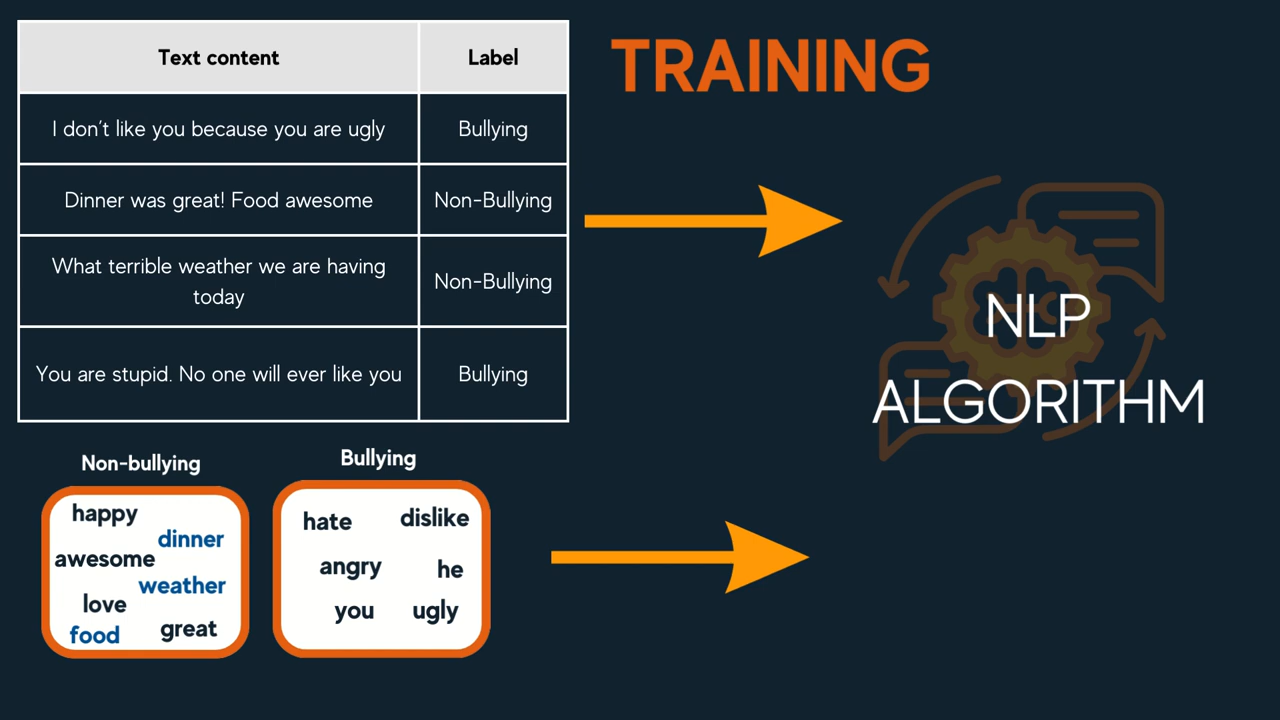 Text content
Label
TRAINING
I don't like you because you are ugly
Bullying
Dinner was great! Food awesome
Non-Bullying
What terrible weather we are having
today
Non-Bullying
You are stupid. No one will ever like you
Bullying
NLP
ALGORITHM
Non-bullying
happy
dinner
awesome
weather
love
food
great
Bullying
hate
dislike
angry
he
you
ugly